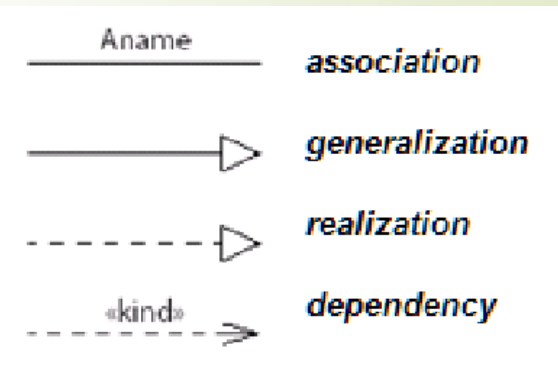 Aname
association
generalization
realization
«kind»
dependency